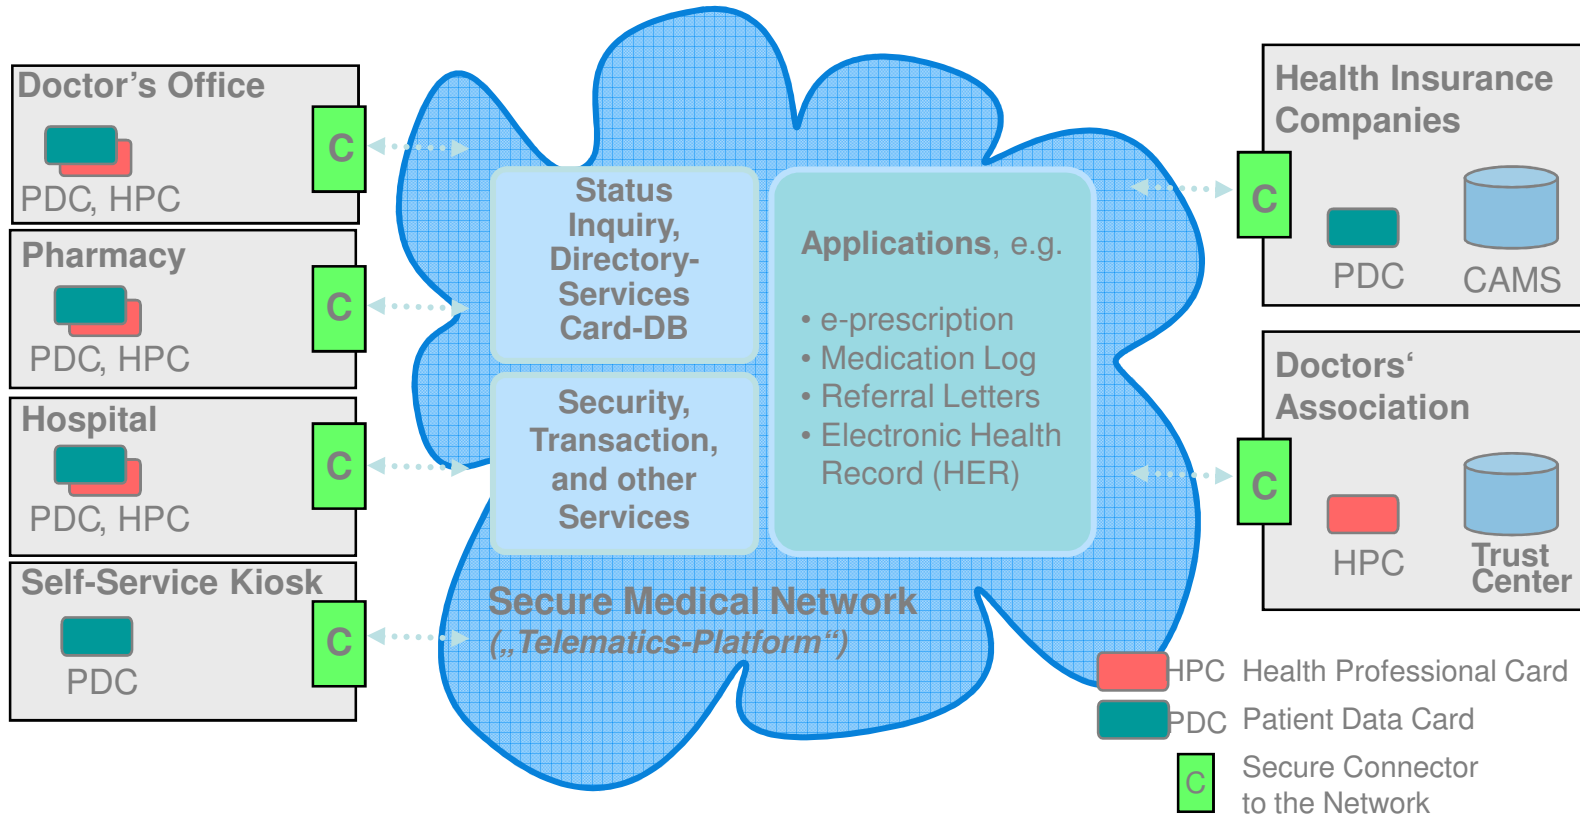 Doctor’s Office
C
PDC, HPC
Pharmacy
C
PDC, HPC
Hospital
C
PDC, HPC
Self-Service Kiosk
C
PDC
Status
Inquiry,
Directory-
Services
Card-DB
Security,
Transaction,
and other
Services
Applications, e.g.
• e-prescription
• Medication Log
• Referral Letters
• Electronic Health
Record (HER)
Secure Medical Network
(„Telematics-Platform“)
Health Insurance
Companies
C
PDC
CAMS
Doctors‘
Association
C
HPC
Trust
Center
HPC Health Professional Card
PDC Patient Data Card
C
Secure Connector
to the Network